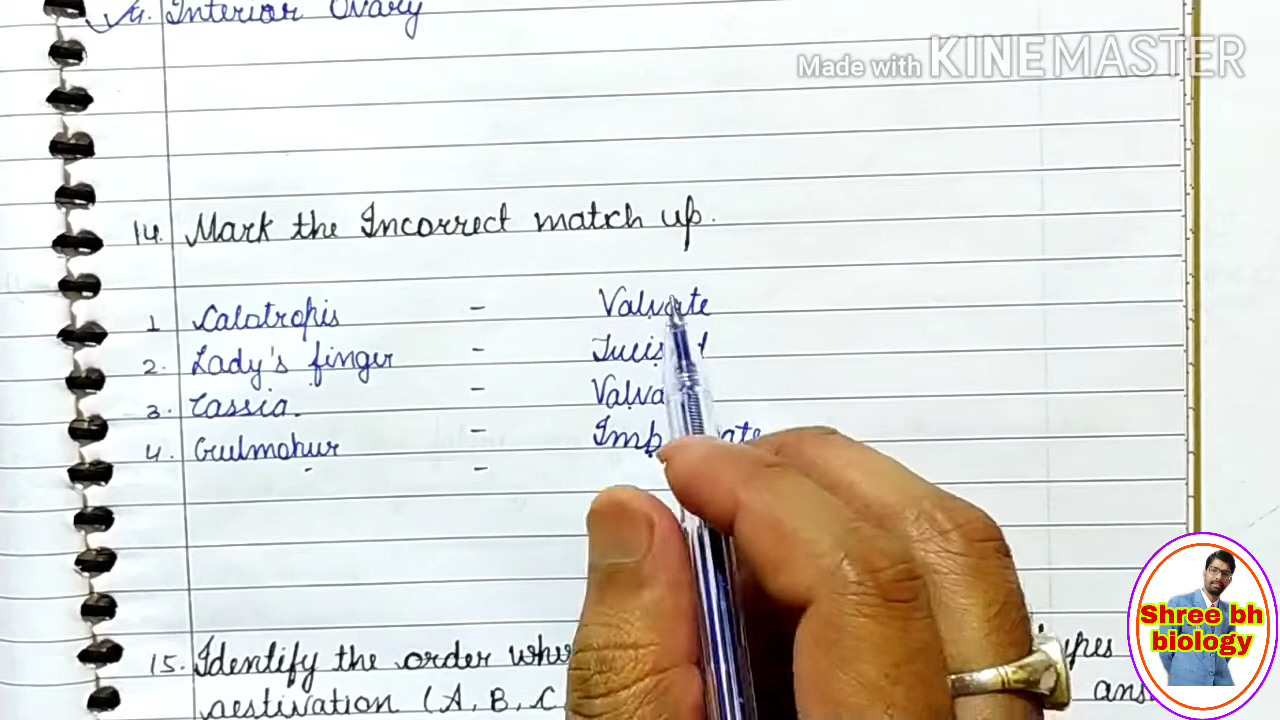 4. Interior Ovary
Made with KINEMASTER
14. Mark the Incorrect match up.
1 Calotropis - Valvate
2. Lady's finger -
3. Cassia. -
4. Gulmohur -
-
15. Identify the order
aestivation (A, B, C
Shree bh
biology